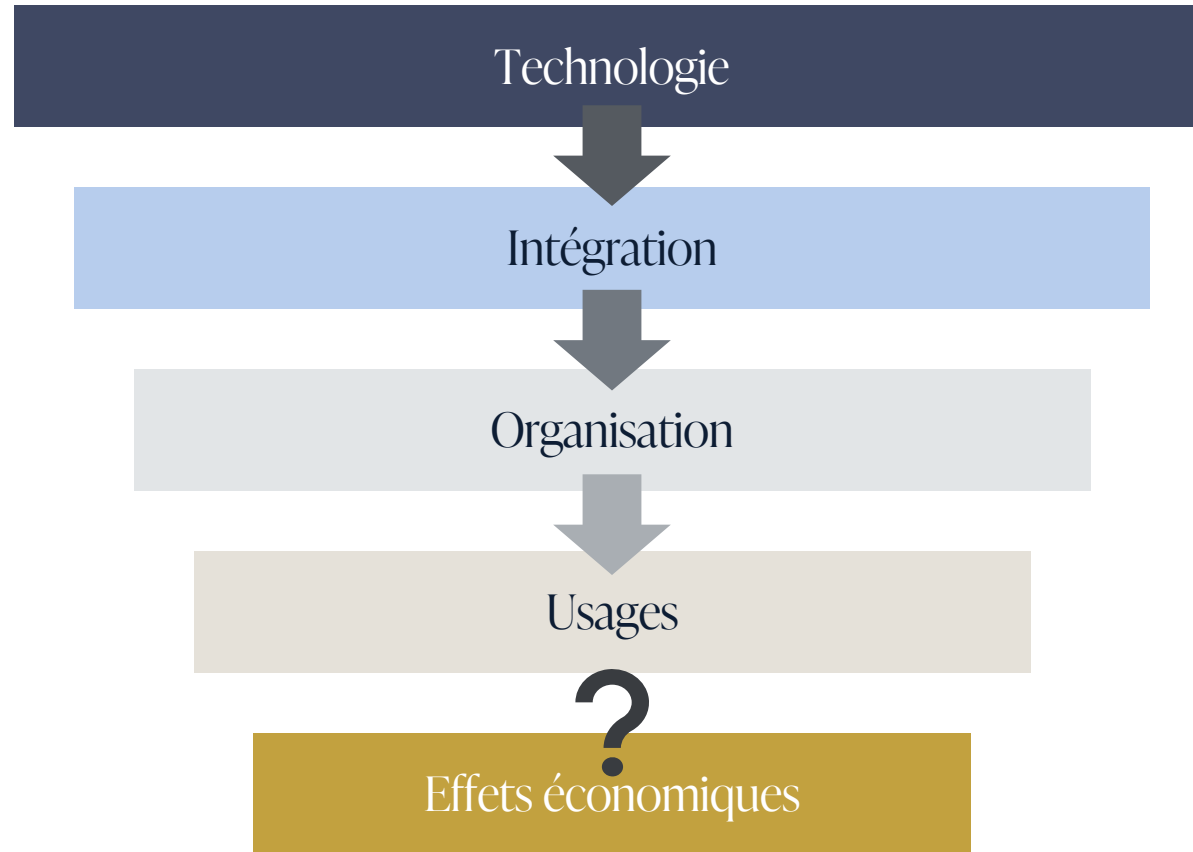 Technologie
Intégration
Organisation
Usages
?
Effets économiques